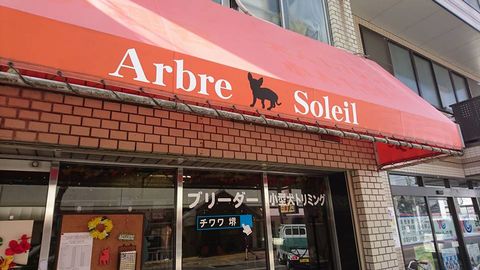 Arbre Soleil
ブリーダー 小型犬トリミング
チワワ 堺